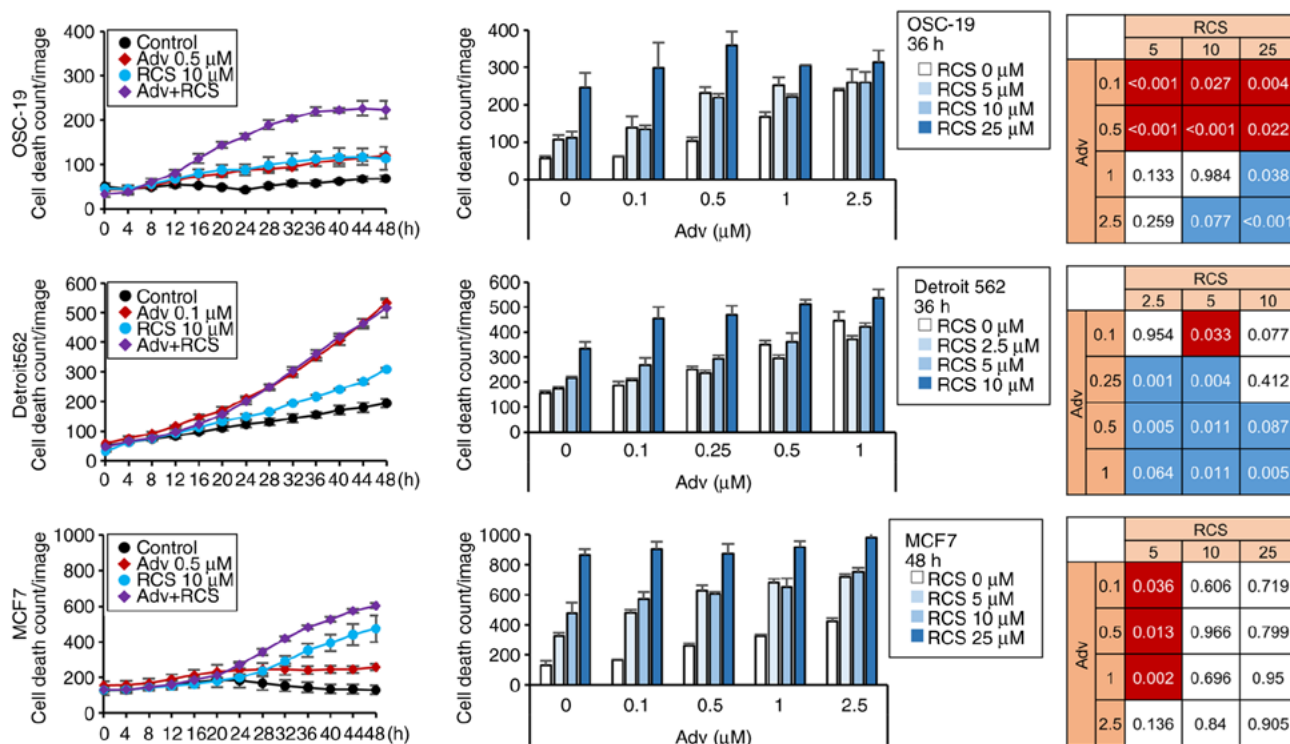 OSC-19
Cell death count/image
400
300
200
100
0
Control
Adv 0.5 µM
RCS 10 µM
Adv+RCS
0 4 8 12 16 20 24 28 32 36 40 44 48 (h)
Cell death count/image
400
300
200
100
0
0 0.1 0.5 1 2.5
Adv (µM)
OSC-19
36 h
RCS 0 µM
RCS 5 µM
RCS 10 µM
RCS 25 µM
RCS
5 10 25
Adv
0.1 <0.001 0.027 0.004
0.5 <0.001 <0.001 0.022
1 0.133 0.984 0.038
2.5 0.259 0.077 <0.001
Detroit562
Cell death count/image
600
500
400
300
200
100
0
Control
Adv 0.1 µM
RCS 10 µM
Adv+RCS
0 4 8 12 16 20 24 28 32 36 40 44 48 (h)
Cell death count/image
600
500
400
300
200
100
0
0 0.1 0.25 0.5 1
Adv (µM)
Detroit 562
36 h
RCS 0 µM
RCS 2.5 µM
RCS 5 µM
RCS 10 µM
RCS
2.5 5 10
Adv
0.1 0.954 0.033 0.077
0.25 0.001 0.004 0.412
0.5 0.005 0.011 0.087
1 0.064 0.011 0.005
MCF7
Cell death count/image
1000
800
600
400
200
0
Control
Adv 0.5 µM
RCS 10 µM
Adv+RCS
0 4 8 12 16 20 24 28 32 36 40 44 48 (h)
Cell death count/image
1000
800
600
400
200
0
0 0.1 0.5 1 2.5
Adv (µM)
MCF7
48 h
RCS 0 µM
RCS 5 µM
RCS 10 µM
RCS 25 µM
RCS
5 10 25
Adv
0.1 0.036 0.606 0.719
0.5 0.013 0.966 0.799
1 0.002 0.696 0.95
2.5 0.136 0.84 0.905